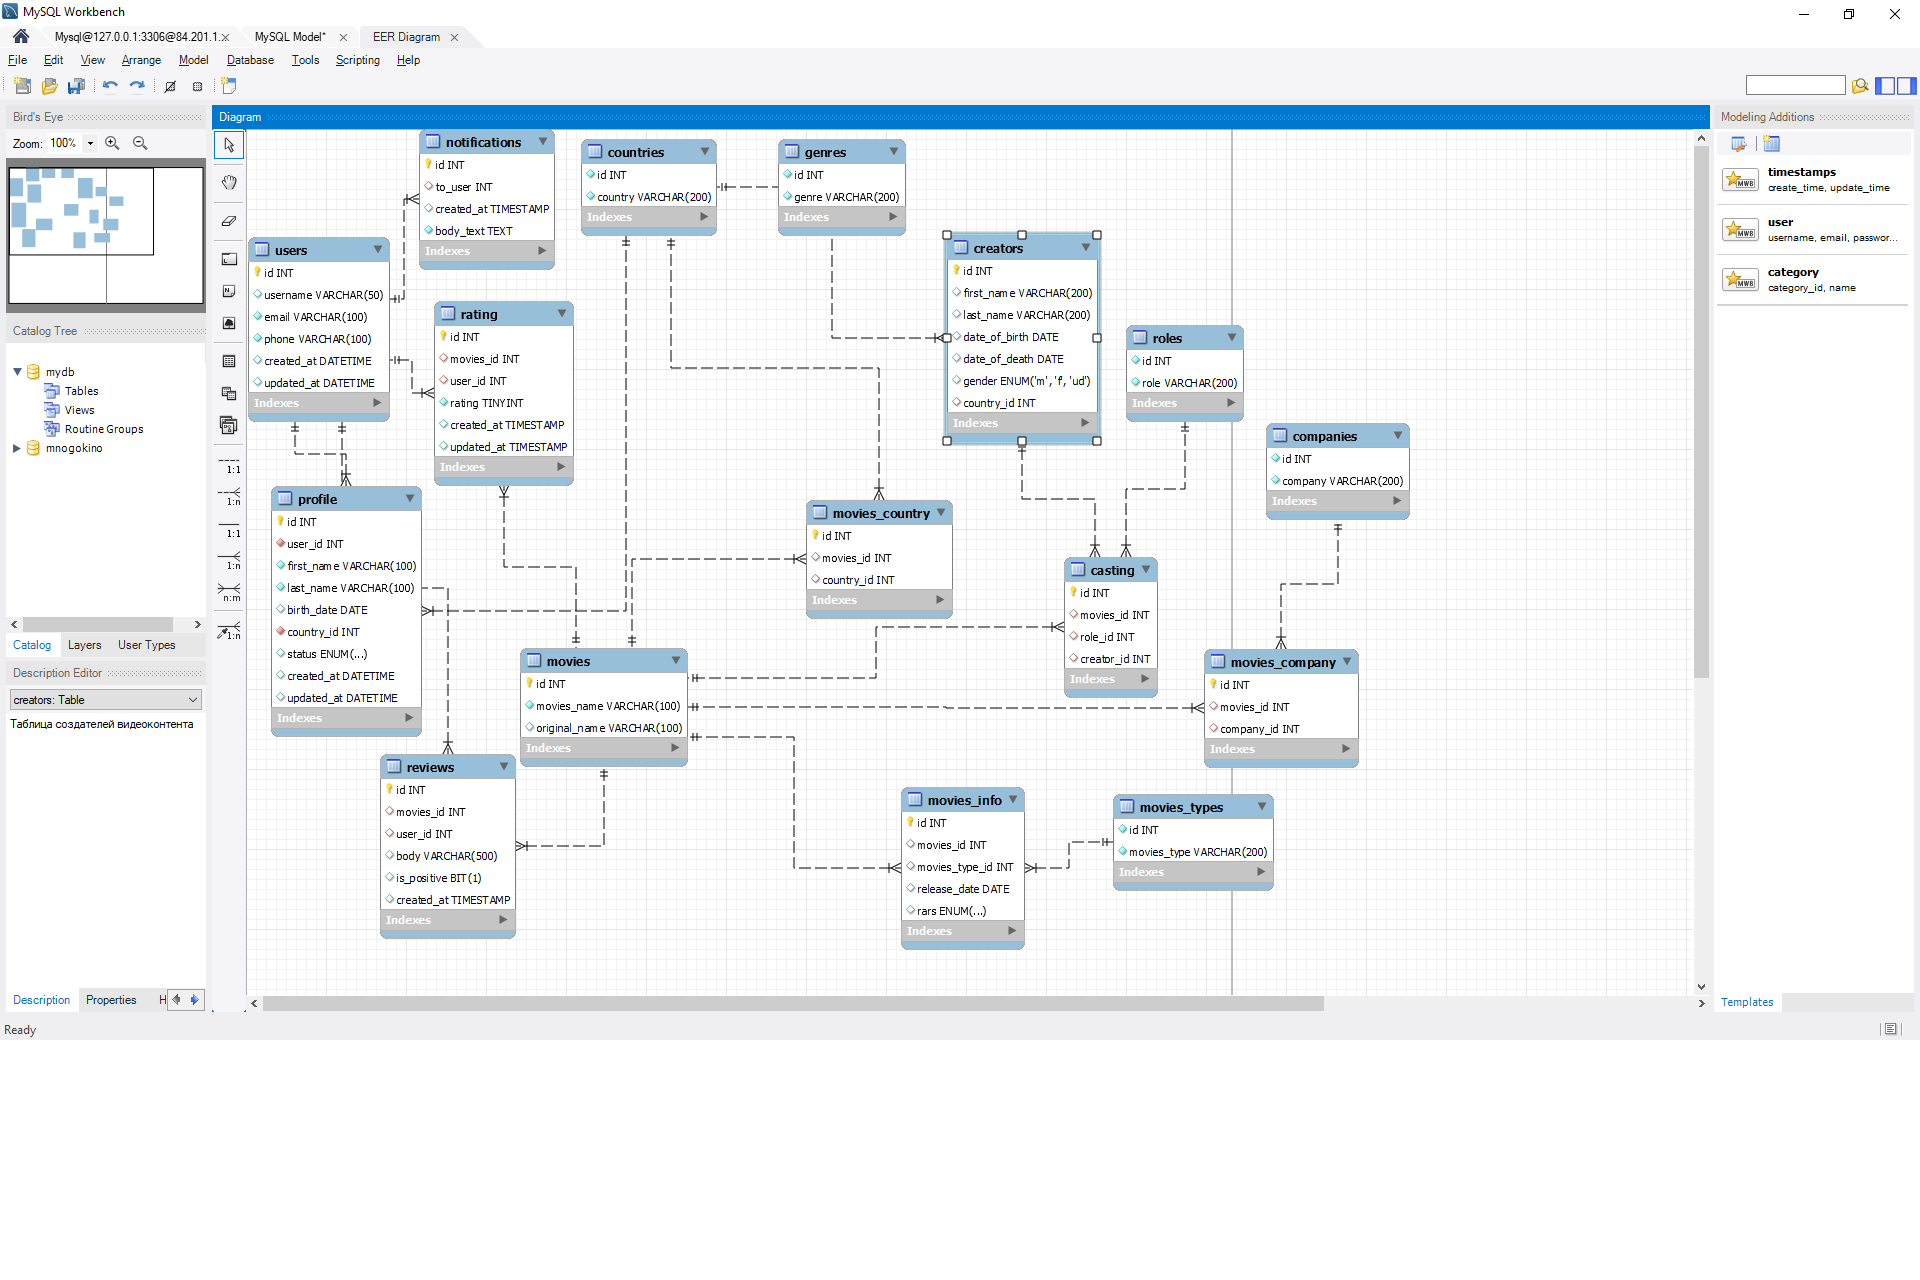 MySQL Workbench
Mysql@127.0.0.1:3306@84.201.1.
MySQL Model*
EER Diagram
File Edit View Arrange Model Database Tools Scripting Help
Bird's Eye
Zoom: 100%
Catalog Tree
mydb
Tables
Views
Routine Groups
mnogokino
Catalog Layers User Types
Description Editor
creators: Table
Таблица создателей видеоконтента
Description Properties H
Ready
Diagram
1:1
1:n
1:1
1:n
n:m
1:n
notifications
id INT
to_user INT
created_at TIMESTAMP
body_text TEXT
Indexes
countries
id INT
country VARCHAR(200)
Indexes
genres
id INT
genre VARCHAR(200)
Indexes
users
id INT
username VARCHAR(50)
email VARCHAR(100)
phone VARCHAR(100)
created_at DATETIME
updated_at DATETIME
Indexes
rating
id INT
movies_id INT
user_id INT
rating TINYINT
created_at TIMESTAMP
updated_at TIMESTAMP
Indexes
creators
id INT
first_name VARCHAR(200)
last_name VARCHAR(200)
date_of_birth DATE
date_of_death DATE
gender ENUM('m', 'f', 'ud')
country_id INT
Indexes
roles
id INT
role VARCHAR(200)
Indexes
companies
id INT
company VARCHAR(200)
Indexes
profile
id INT
user_id INT
first_name VARCHAR(100)
last_name VARCHAR(100)
birth_date DATE
country_id INT
status ENUM(...)
created_at DATETIME
updated_at DATETIME
Indexes
movies_country
id INT
movies_id INT
country_id INT
Indexes
casting
id INT
movies_id INT
role_id INT
creator_id INT
Indexes
movies
id INT
movies_name VARCHAR(100)
original_name VARCHAR(100)
Indexes
movies_company
id INT
movies_id INT
company_id INT
Indexes
reviews
id INT
movies_id INT
user_id INT
body VARCHAR(500)
is_positive BIT(1)
created_at TIMESTAMP
Indexes
movies_info
id INT
movies_id INT
movies_type_id INT
release_date DATE
rars ENUM(...)
Indexes
movies_types
id INT
movies_type VARCHAR(200)
Indexes
Modeling Additions
MWB
timestamps
create_time, update_time
MWB
user
username, email, passwor...
MWB
category
category_id, name
Templates